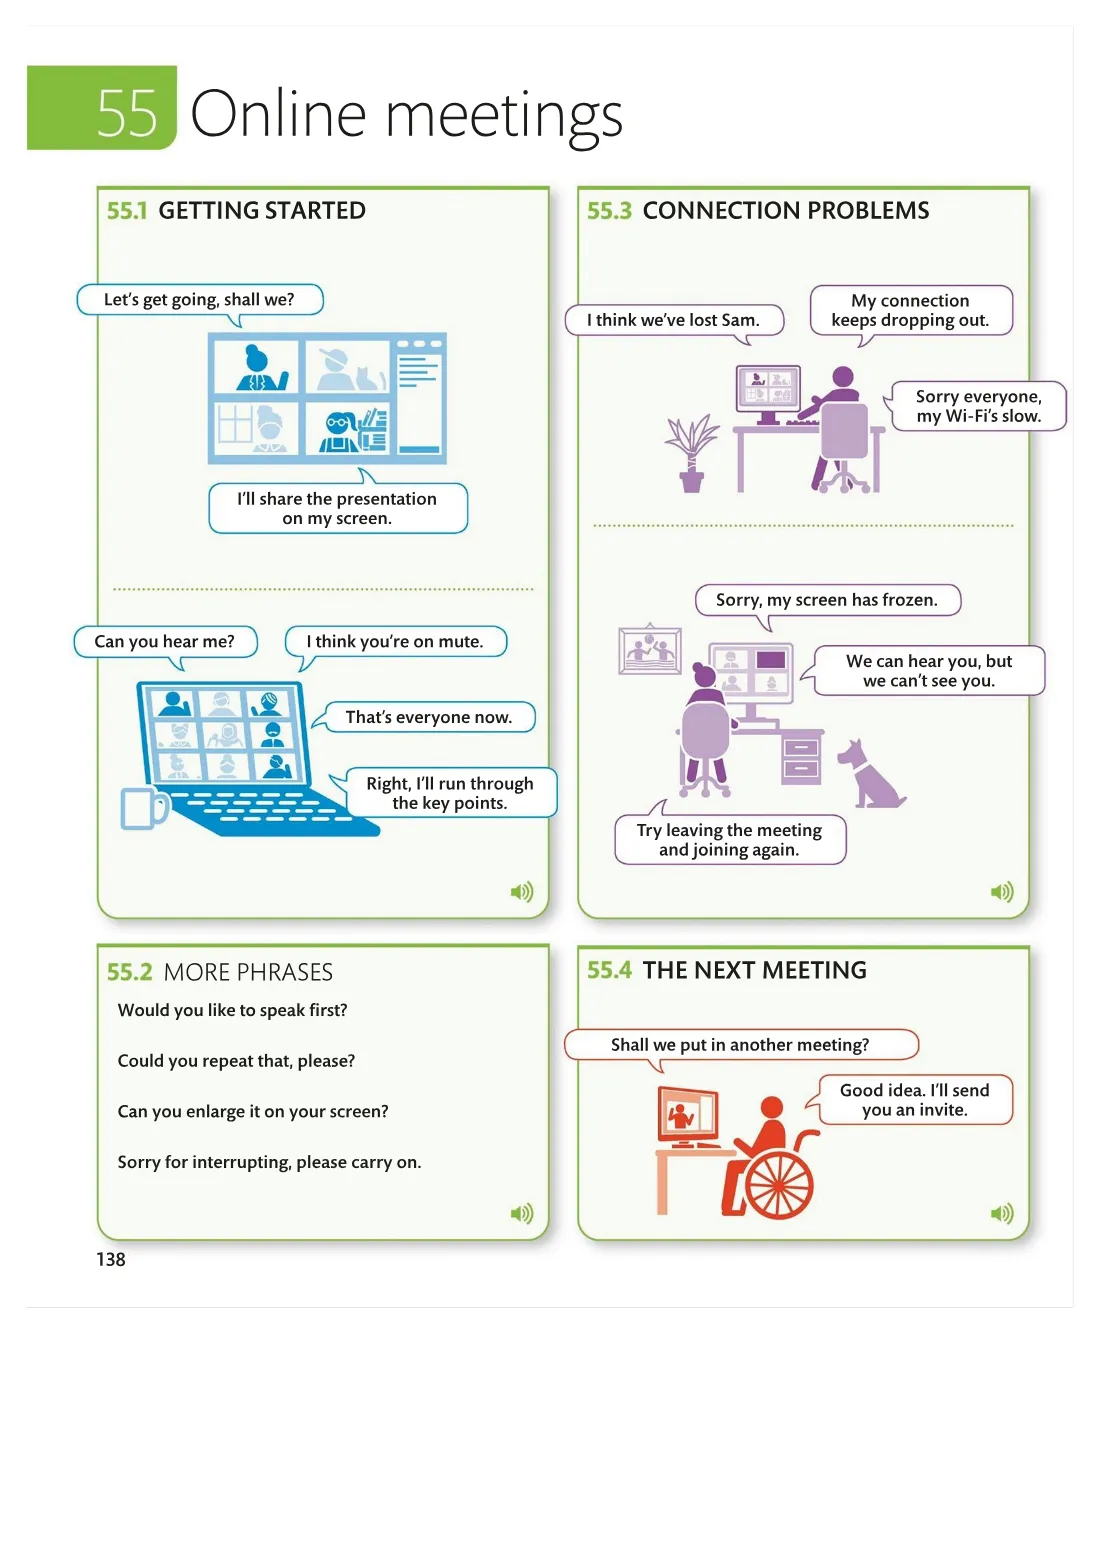 55 Online meetings
55.1 GETTING STARTED
Let's get going, shall we?
I'll share the presentation
on my screen.
Can you hear me?
I think you're on mute.
That's everyone now.
Right, I'll run through
the key points.
55.2 MORE PHRASES
Would you like to speak first?
Could you repeat that, please?
Can you enlarge it on your screen?
Sorry for interrupting, please carry on.
55.3 CONNECTION PROBLEMS
I think we've lost Sam.
My connection
keeps dropping out.
Sorry everyone,
my Wi-Fi's slow.
Sorry, my screen has frozen.
We can hear you, but
we can't see you.
Try leaving the meeting
and joining again.
55.4 THE NEXT MEETING
Shall we put in another meeting?
Good idea. I'll send
you an invite.
138